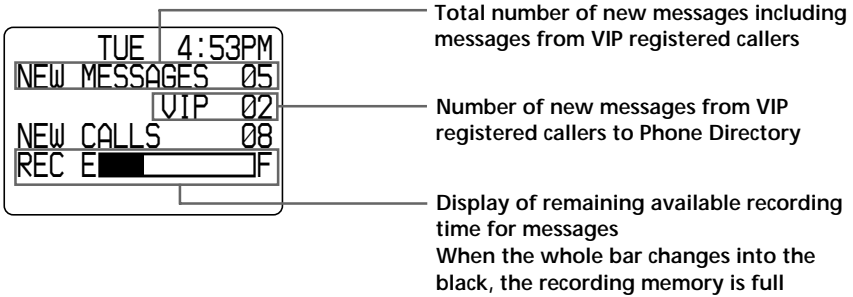 TUE 4:53PM
NEW MESSAGES 05
VIP 02
NEW CALLS 08
REC E F
Total number of new messages including
messages from VIP registered callers
Number of new messages from VIP
registered callers to Phone Directory
Display of remaining available recording
time for messages
When the whole bar changes into the
black, the recording memory is full